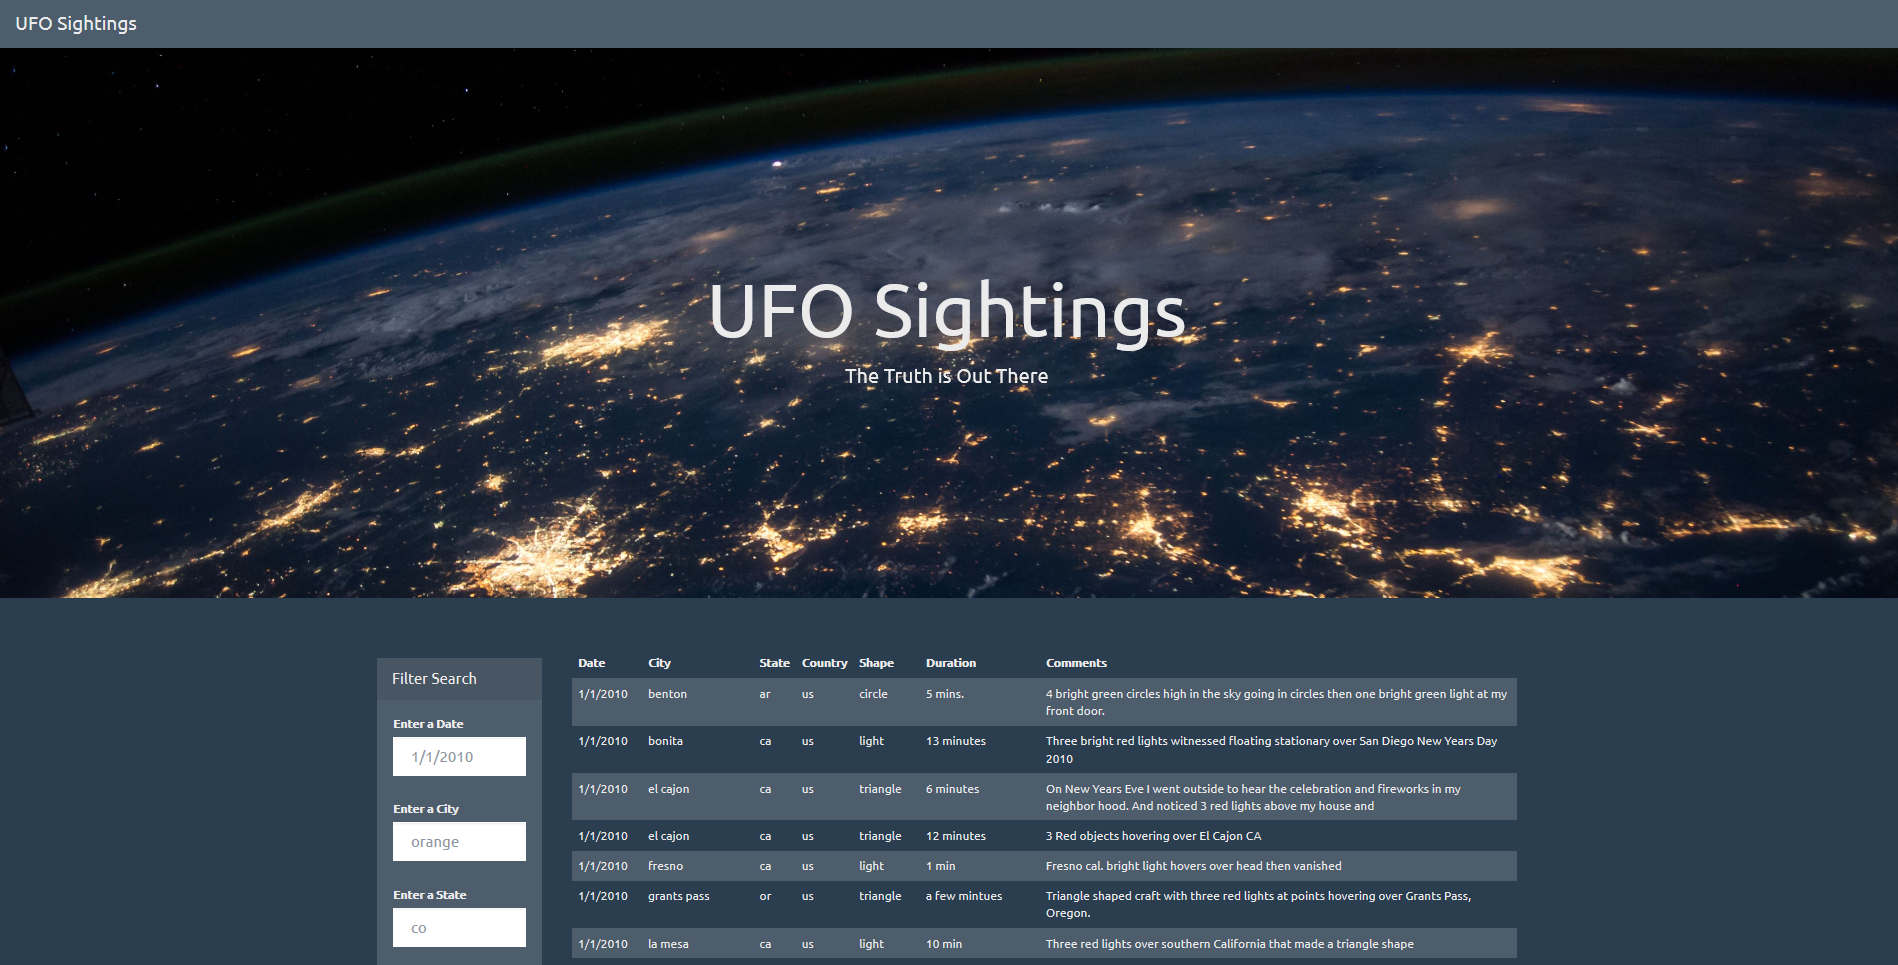 UFO Sightings
UFO Sightings
The Truth is Out There
Filter Search
Enter a Date
1/1/2010
Enter a City
orange
Enter a State
co
Date City State Country Shape Duration Comments
1/1/2010 benton ar us circle 5 mins. 4 bright green circles high in the sky going in circles then one bright green light at my
front door.
1/1/2010 bonita ca us light 13 minutes Three bright red lights witnessed floating stationary over San Diego New Years Day
2010
1/1/2010 el cajon ca us triangle 6 minutes On New Years Eve I went outside to hear the celebration and fireworks in my
neighbor hood. And noticed 3 red lights above my house and
1/1/2010 el cajon ca us triangle 12 minutes 3 Red objects hovering over El Cajon CA
1/1/2010 fresno ca us light 1 min Fresno cal. bright light hovers over head then vanished
1/1/2010 grants pass or us triangle a few mintues Triangle shaped craft with three red lights at points hovering over Grants Pass,
Oregon.
1/1/2010 la mesa ca us light 10 min Three red lights over southern California that made a triangle shape